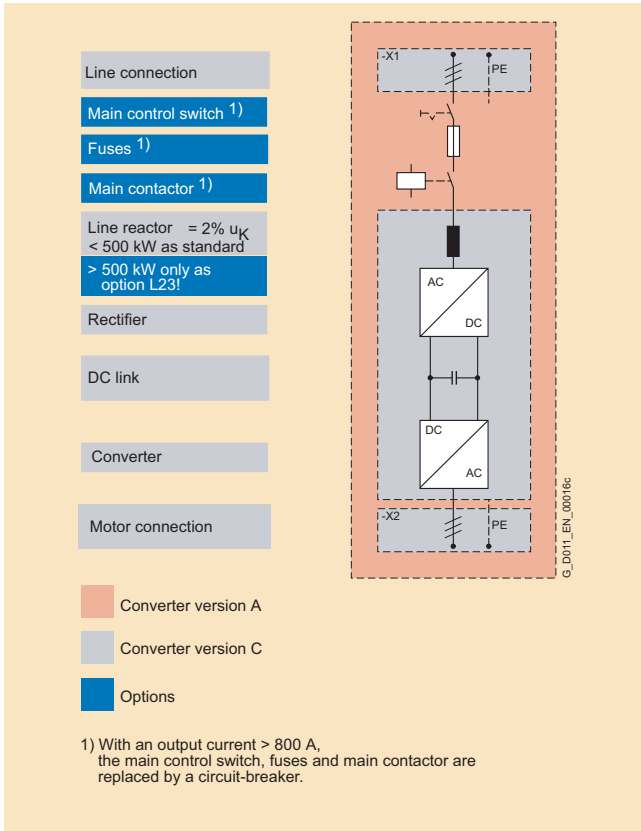 Line connection
Main control switch 1)
Fuses 1)
Main contactor 1)
Line reactor = 2% uK
< 500 kW as standard
> 500 kW only as
option L23!
Rectifier
DC link
Converter
Motor connection
-X1
PE
AC
DC
DC
AC
-X2
PE
G_D011_EN_00016c
Converter version A
Converter version C
Options
1) With an output current > 800 A,
the main control switch, fuses and main contactor are
replaced by a circuit-breaker.